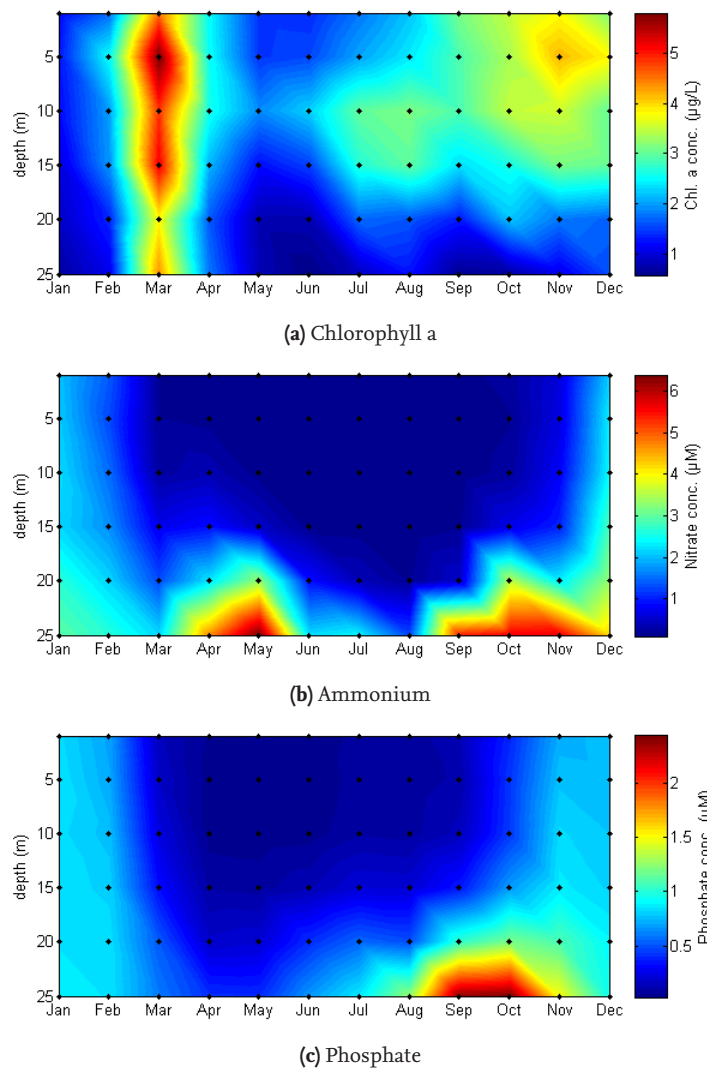 5
10
15
20
25
depth (m)
Jan Feb Mar Apr May Jun Jul Aug Sep Oct Nov Dec
5
4
3
2
1
Chl. a conc. (µg/L)
(a) Chlorophyll a
5
10
15
20
25
depth (m)
Jan Feb Mar Apr May Jun Jul Aug Sep Oct Nov Dec
6
5
4
3
2
1
Nitrate conc. (µM)
(b) Ammonium
5
10
15
20
25
depth (m)
Jan Feb Mar Apr May Jun Jul Aug Sep Oct Nov Dec
2
1.5
1
0.5
Phosphate conc. (µM)
(c) Phosphate